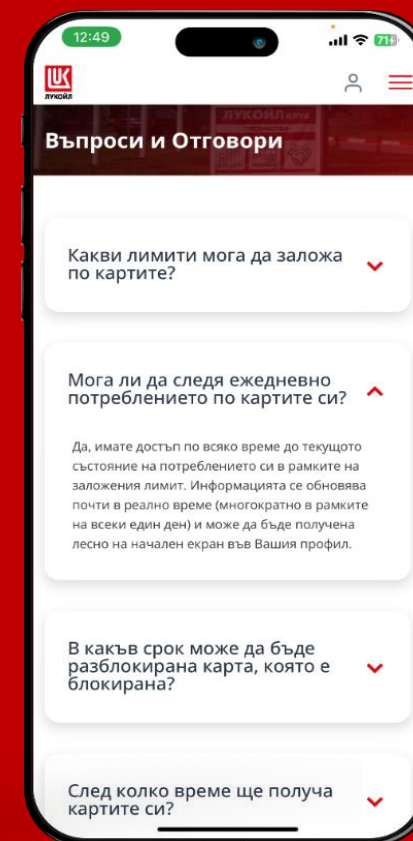 12:49
71
ЛУКОЙЛ
ЛУКОЙЛ
Въпроси и Отговори
Какви лимити мога да заложа
по картите?
Мога ли да следя ежедневно
потреблението по картите си?
Да, имате достъп по всяко време до текущото
състояние на потреблението си в рамките на
заложения лимит. Информацията се обновява
почти в реално време (многократно в рамките
на всеки един ден) и може да бъде получена
лесно на начален екран във Вашия профил.
В какъв срок може да бъде
разблокирана карта, която е
блокирана?
След колко време ще получа
картите си?